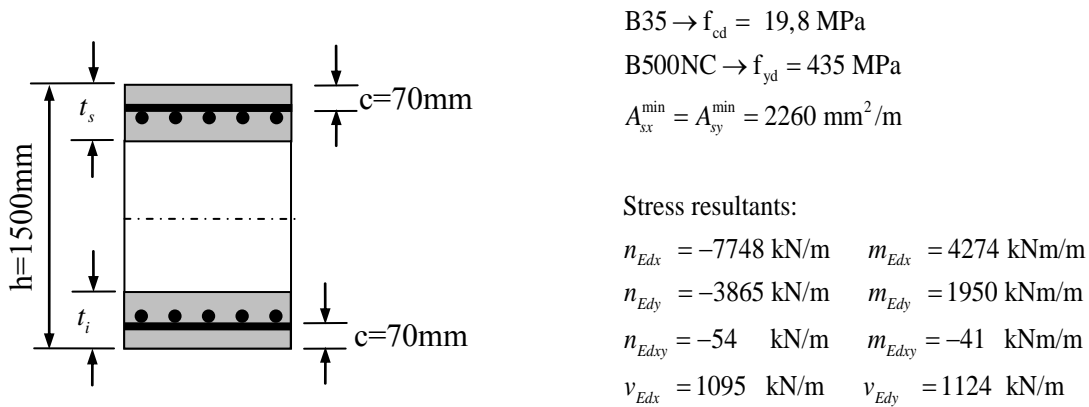 h=1500mm
t_s
t_i
c=70mm
c=70mm
B35 → f_cd = 19,8 MPa
B500NC → f_yd = 435 MPa
A_sx^min = A_sy^min = 2260 mm²/m
Stress resultants:
n_Edx = −7748 kN/m m_Edx = 4274 kNm/m
n_Edy = −3865 kN/m m_Edy = 1950 kNm/m
n_Edxy = −54 kN/m m_Edxy = −41 kNm/m
v_Edx = 1095 kN/m v_Edy = 1124 kN/m